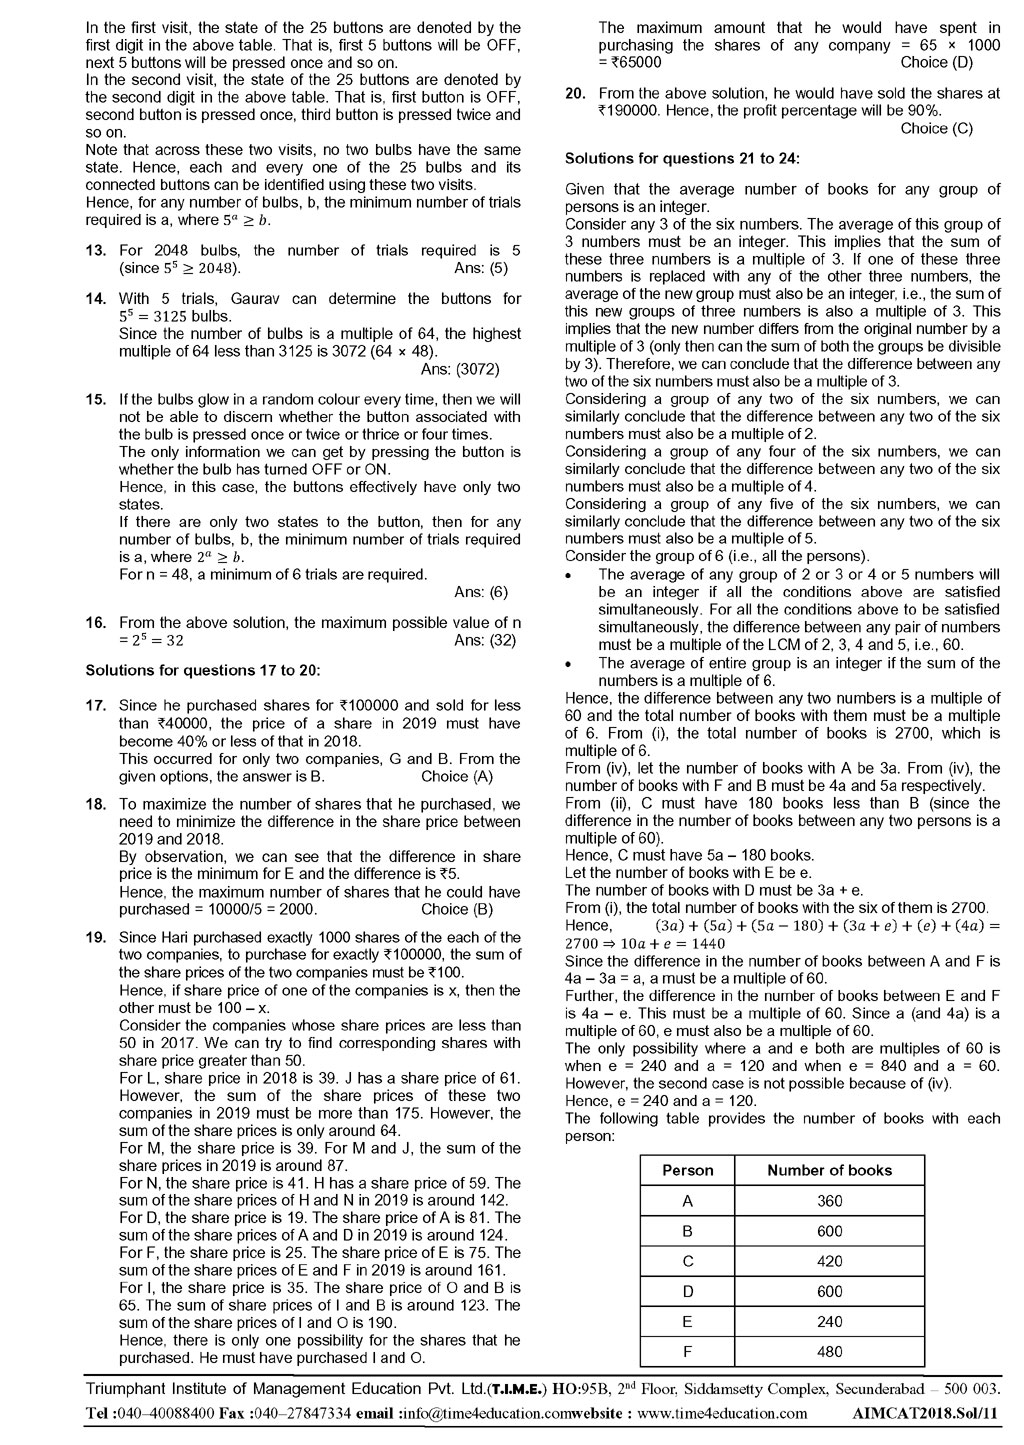 In the first visit, the state of the 25 buttons are denoted by the
first digit in the above table. That is, first 5 buttons will be OFF,
next 5 buttons will be pressed once and so on.
In the second visit, the state of the 25 buttons are denoted by
the second digit in the above table. That is, first button is OFF,
second button is pressed once, third button is pressed twice and
so on.
Note that across these two visits, no two bulbs have the same
state. Hence, each and every one of the 25 bulbs and its
connected buttons can be identified using these two visits.
Hence, for any number of bulbs, b, the minimum number of trials
required is a, where 5ᵃ ≥ b.
13. For 2048 bulbs, the number of trials required is 5
(since 5⁵ ≥ 2048). Ans: (5)
14. With 5 trials, Gaurav can determine the buttons for
5⁵ = 3125 bulbs.
Since the number of bulbs is a multiple of 64, the highest
multiple of 64 less than 3125 is 3072 (64 × 48).
Ans: (3072)
15. If the bulbs glow in a random colour every time, then we will
not be able to discern whether the button associated with
the bulb is pressed once or twice or thrice or four times.
The only information we can get by pressing the button is
whether the bulb has turned OFF or ON.
Hence, in this case, the buttons effectively have only two
states.
If there are only two states to the button, then for any
number of bulbs, b, the minimum number of trials required
is a, where 2ᵃ ≥ b.
For n = 48, a minimum of 6 trials are required.
Ans: (6)
16. From the above solution, the maximum possible value of n
= 2⁵ = 32 Ans: (32)
Solutions for questions 17 to 20:
17. Since he purchased shares for ₹100000 and sold for less
than ₹40000, the price of a share in 2019 must have
become 40% or less of that in 2018.
This occurred for only two companies, G and B. From the
given options, the answer is B. Choice (A)
18. To maximize the number of shares that he purchased, we
need to minimize the difference in the share price between
2019 and 2018.
By observation, we can see that the difference in share
price is the minimum for E and the difference is ₹5.
Hence, the maximum number of shares that he could have
purchased = 10000/5 = 2000. Choice (B)
19. Since Hari purchased exactly 1000 shares of the each of the
two companies, to purchase for exactly ₹100000, the sum of
the share prices of the two companies must be ₹100.
Hence, if share price of one of the companies is x, then the
other must be 100 – x.
Consider the companies whose share prices are less than
50 in 2017. We can try to find corresponding shares with
share price greater than 50.
For L, share price in 2018 is 39. J has a share price of 61.
However, the sum of the share prices of these two
companies in 2019 must be more than 175. However, the
sum of the share prices is only around 64.
For M, the share price is 39. For M and J, the sum of the
share prices in 2019 is around 87.
For N, the share price is 41. H has a share price of 59. The
sum of the share prices of H and N in 2019 is around 142.
For D, the share price is 19. The share price of A is 81. The
sum of the share prices of A and D in 2019 is around 124.
For F, the share price is 25. The share price of E is 75. The
sum of the share prices of E and F in 2019 is around 161.
For I, the share price is 35. The share price of O and B is
65. The sum of share prices of I and B is around 123. The
sum of the share prices of I and O is 190.
Hence, there is only one possibility for the shares that he
purchased. He must have purchased I and O.
The maximum amount that he would have spent in
purchasing the shares of any company = 65 × 1000
= ₹65000 Choice (D)
20. From the above solution, he would have sold the shares at
₹190000. Hence, the profit percentage will be 90%.
Choice (C)
Solutions for questions 21 to 24:
Given that the average number of books for any group of
persons is an integer.
Consider any 3 of the six numbers. The average of this group of
3 numbers must be an integer. This implies that the sum of
these three numbers is a multiple of 3. If one of these three
numbers is replaced with any of the other three numbers, the
average of the new group must also be an integer, i.e., the sum of
this new groups of three numbers is also a multiple of 3. This
implies that the new number differs from the original number by a
multiple of 3 (only then can the sum of both the groups be divisible
by 3). Therefore, we can conclude that the difference between any
two of the six numbers must also be a multiple of 3.
Considering a group of any two of the six numbers, we can
similarly conclude that the difference between any two of the six
numbers must also be a multiple of 2.
Considering a group of any four of the six numbers, we can
similarly conclude that the difference between any two of the six
numbers must also be a multiple of 4.
Considering a group of any five of the six numbers, we can
similarly conclude that the difference between any two of the six
numbers must also be a multiple of 5.
Consider the group of 6 (i.e., all the persons).
• The average of any group of 2 or 3 or 4 or 5 numbers will
be an integer if all the conditions above are satisfied
simultaneously. For all the conditions above to be satisfied
simultaneously, the difference between any pair of numbers
must be a multiple of the LCM of 2, 3, 4 and 5, i.e., 60.
• The average of entire group is an integer if the sum of the
numbers is a multiple of 6.
Hence, the difference between any two numbers is a multiple of
60 and the total number of books with them must be a multiple
of 6. From (i), the total number of books is 2700, which is
multiple of 6.
From (iv), let the number of books with A be 3a. From (iv), the
number of books with F and B must be 4a and 5a respectively.
From (ii), C must have 180 books less than B (since the
difference in the number of books between any two persons is a
multiple of 60).
Hence, C must have 5a – 180 books.
Let the number of books with E be e.
The number of books with D must be 3a + e.
From (i), the total number of books with the six of them is 2700.
Hence, (3a) + (5a) + (5a − 180) + (3a + e) + (e) + (4a) =
2700 ⇒ 10a + e = 1440
Since the difference in the number of books between A and F is
4a – 3a = a, a must be a multiple of 60.
Further, the difference in the number of books between E and F
is 4a – e. This must be a multiple of 60. Since a (and 4a) is a
multiple of 60, e must also be a multiple of 60.
The only possibility where a and e both are multiples of 60 is
when e = 240 and a = 120 and when e = 840 and a = 60.
However, the second case is not possible because of (iv).
Hence, e = 240 and a = 120.
The following table provides the number of books with each
person:
Person Number of books
A 360
B 600
C 420
D 600
E 240
F 480
Triumphant Institute of Management Education Pvt. Ltd.(T.I.M.E.) HO:95B, 2nd Floor, Siddamsetty Complex, Secunderabad – 500 003.
Tel :040–40088400 Fax :040–27847334 email :info@time4education.comwebsite : www.time4education.com AIMCAT2018.Sol/11